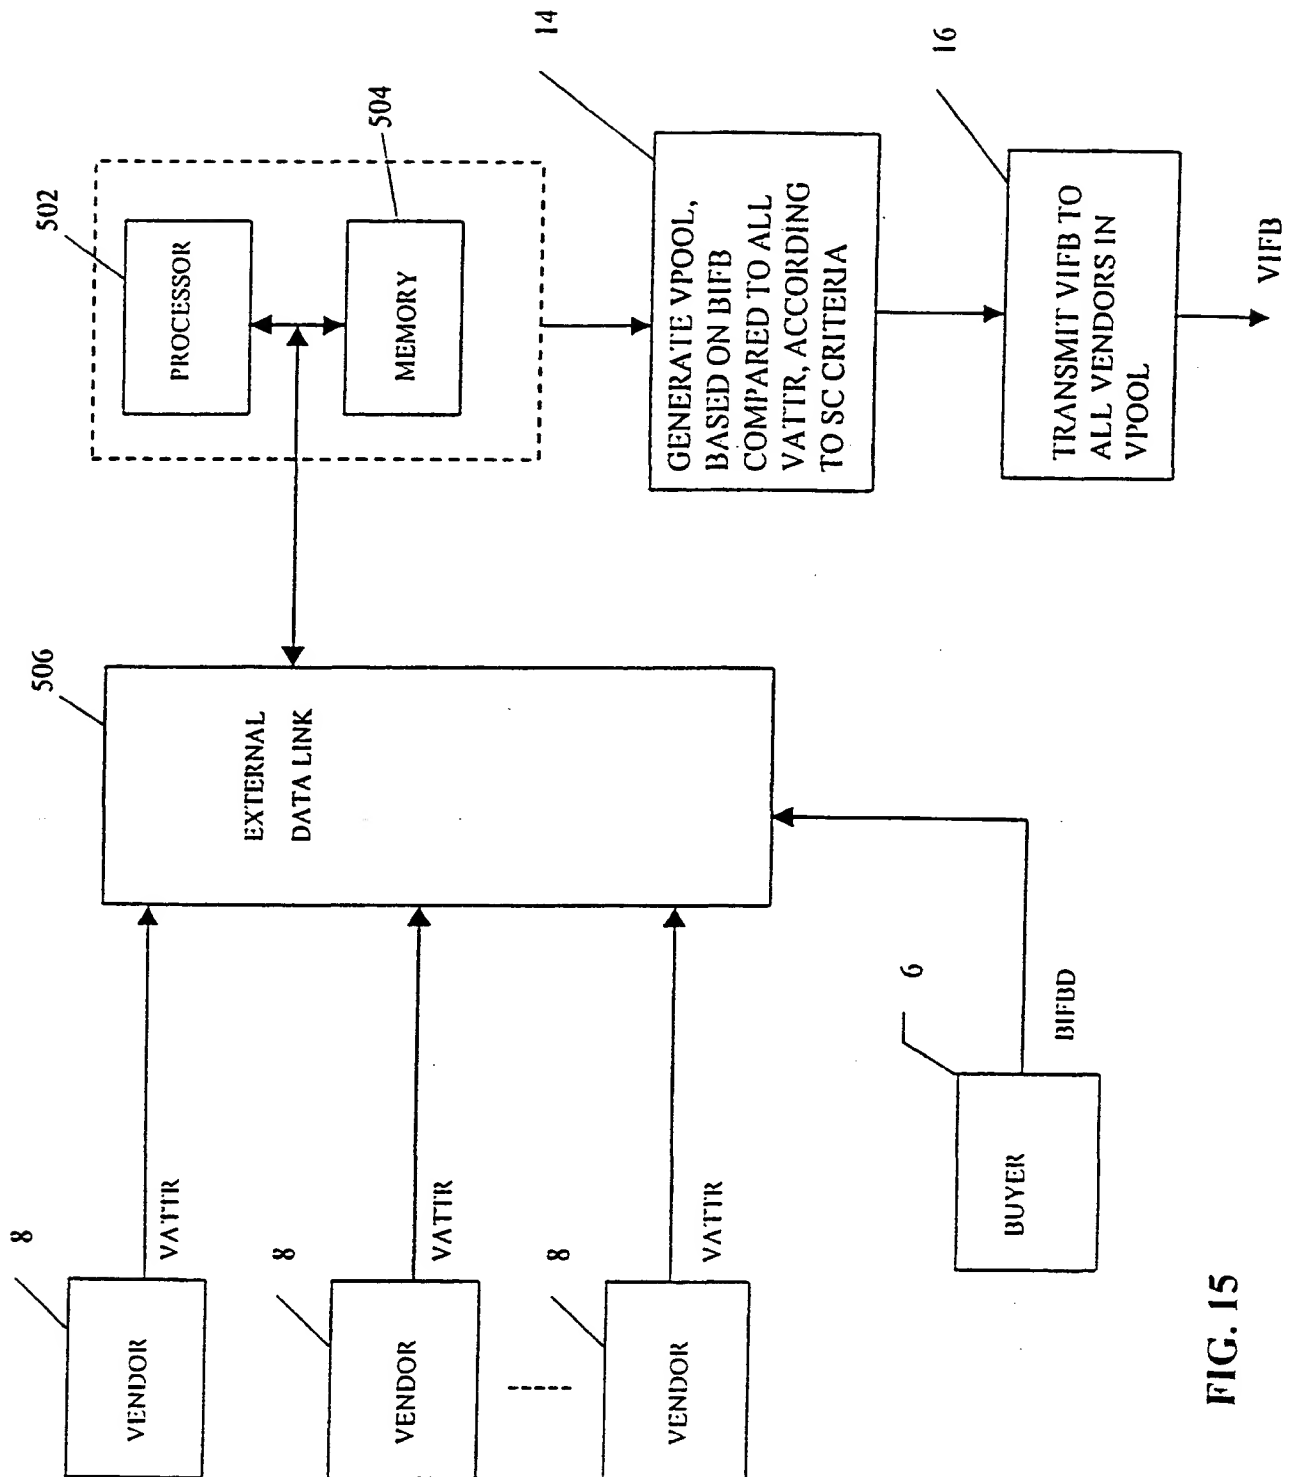 8
VENDOR
VATTR
8
VENDOR
VATTR
8
VENDOR
VATTR
6
BUYER
BIFBD
506
EXTERNAL
DATA LINK
502
PROCESSOR
504
MEMORY
14
GENERATE VPOOL,
BASED ON BIFB
COMPARED TO ALL
VATTR, ACCORDING
TO SC CRITERIA
16
TRANSMIT VIFB TO
ALL VENDORS IN
VPOOL
VIFB
FIG. 15